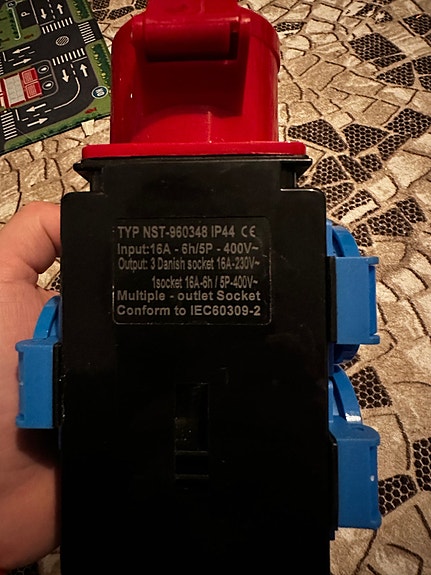 TYP NST-960348 IP44 CE
Input:16A - 6h/5P - 400V~
Output: 3 Danish socket 16A-230V~
1socket 16A-6h / 5P-400V~
Multiple - outlet Socket
Conform to IEC60309-2